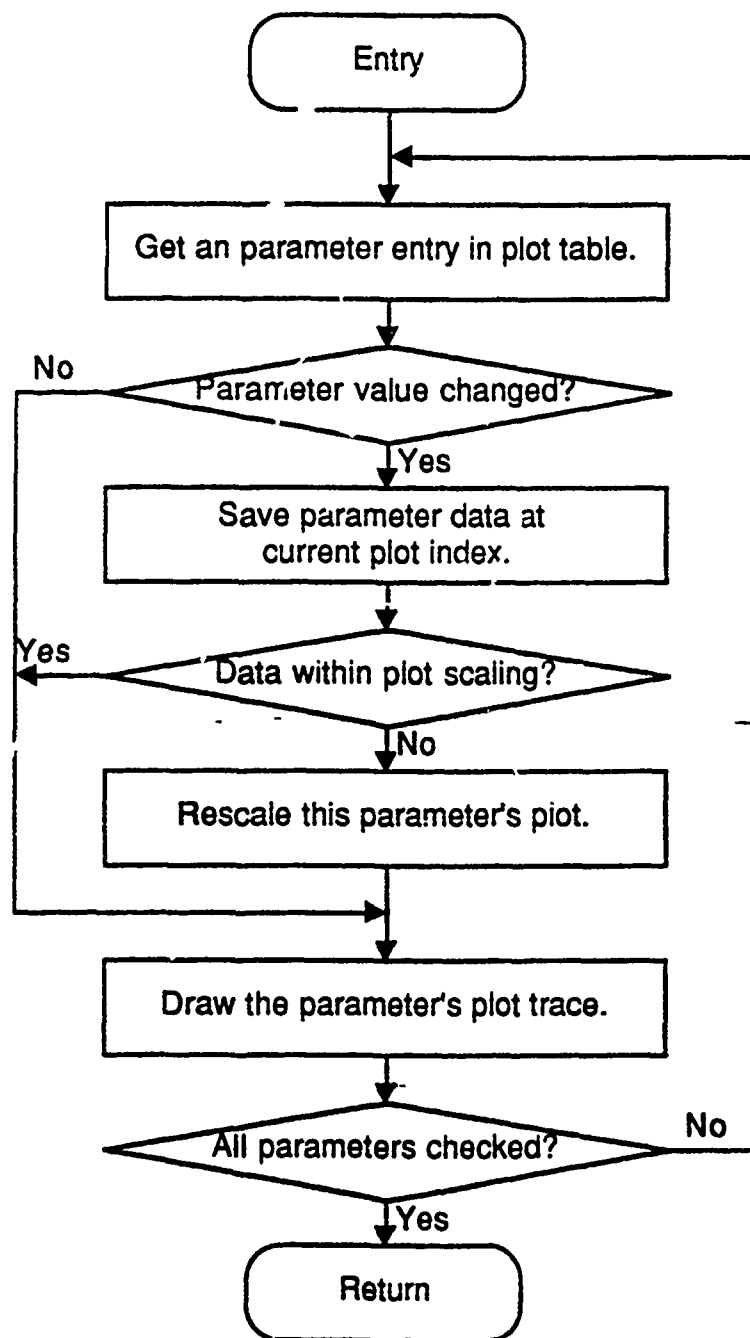 Entry
Get an parameter entry in plot table.
No
Parameter value changed?
Yes
Save parameter data at
current plot index.
Yes
Data within plot scaling?
No
Rescale this parameter's plot.
Draw the parameter's plot trace.
All parameters checked?
No
Yes
Return